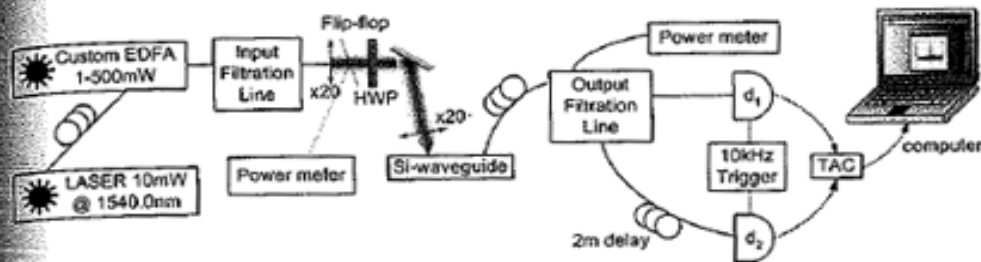 Custom EDFA
1-500mW
LASER 10mW
@ 1540.0nm
Input
Filtration
Line
Flip-flop
x20
HWP
Power meter
x20
Si-waveguide
Power meter
Output
Filtration
Line
2m delay
d1
10kHz
Trigger
d2
TAC
computer